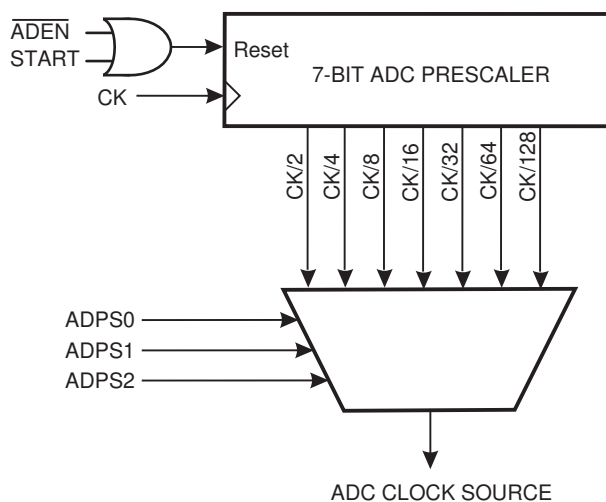 ADEN
START
Reset
7-BIT ADC PRESCALER
CK
CK/2
CK/4
CK/8
CK/16
CK/32
CK/64
CK/128
ADPS0
ADPS1
ADPS2
ADC CLOCK SOURCE